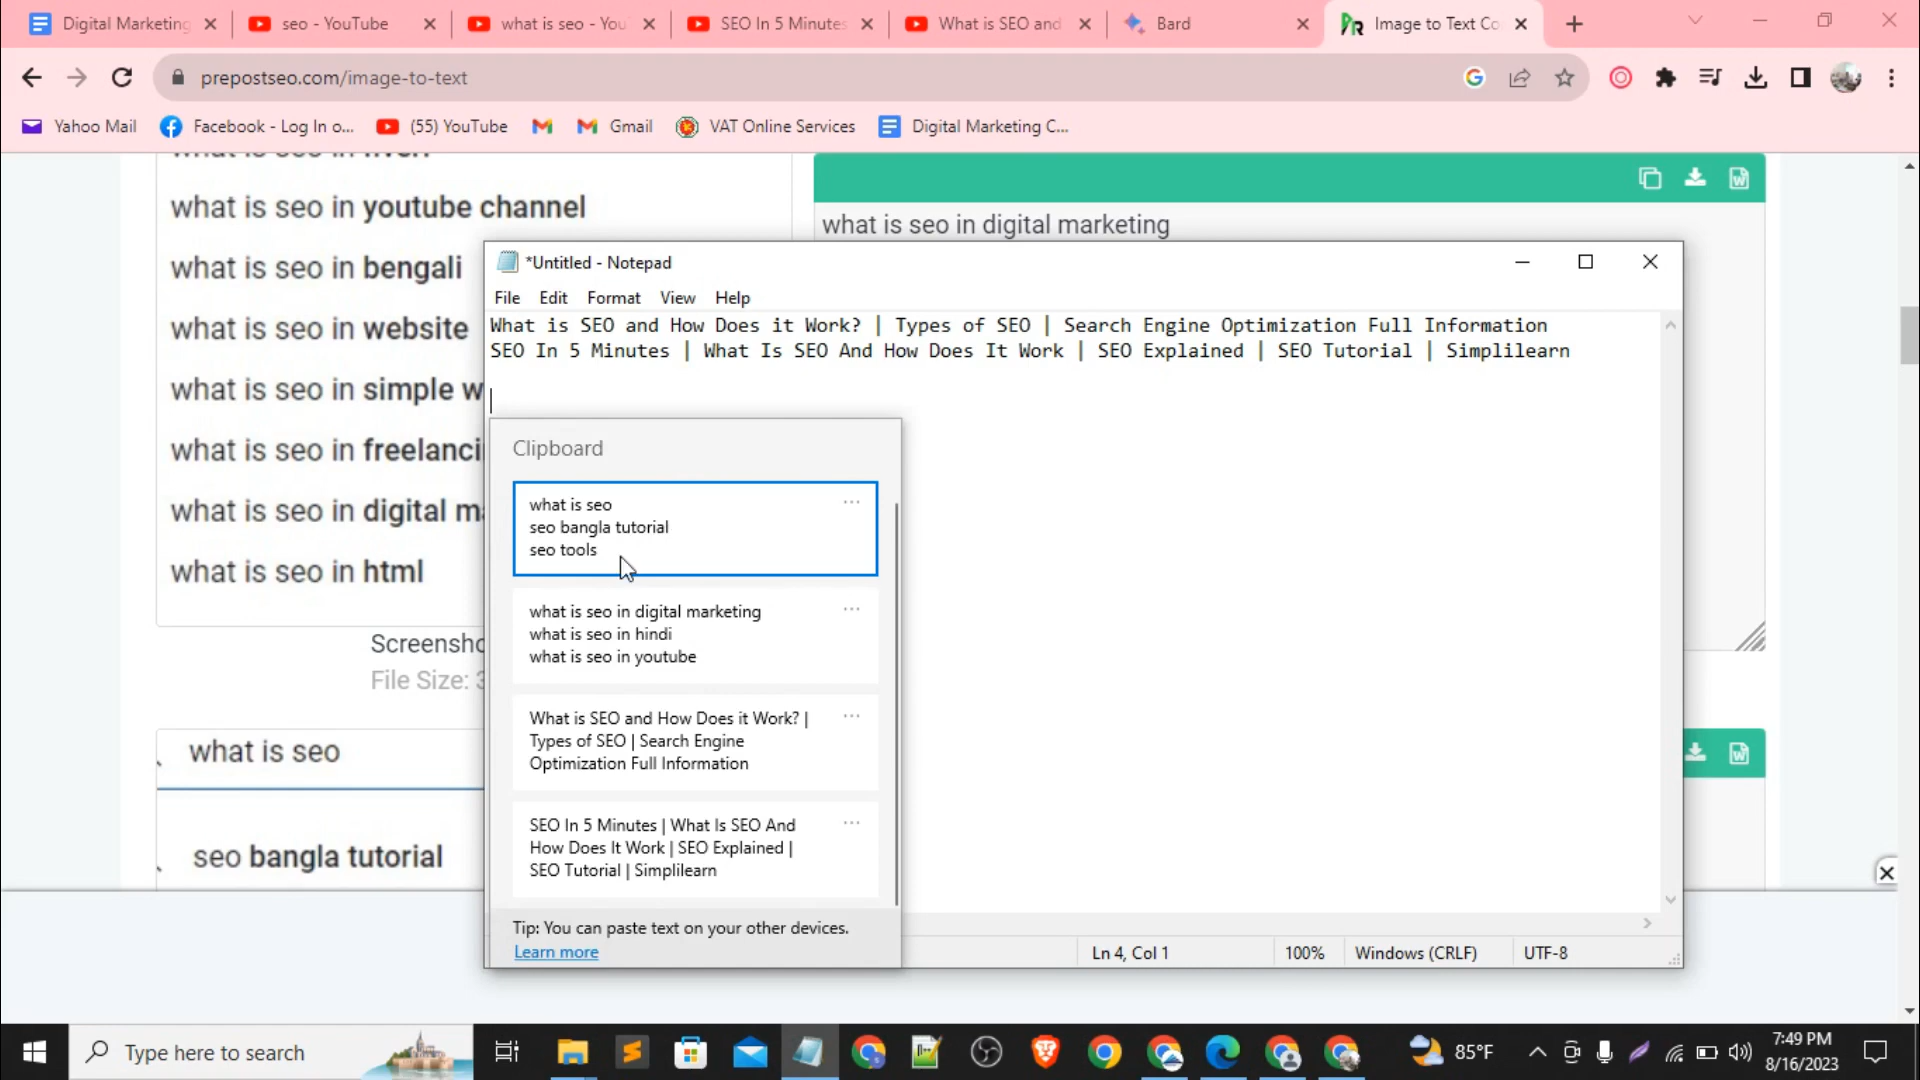 Digital Marketing
seo - YouTube
what is seo - You
SEO In 5 Minutes
What is SEO and
Bard
Image to Text Co
prepostseo.com/image-to-text
Yahoo Mail
Facebook - Log In o...
(55) YouTube
Gmail
VAT Online Services
Digital Marketing C...
what is seo in youtube channel
what is seo in bengali
what is seo in website
what is seo in simple w
what is seo in freelanci
what is seo in digital ma
what is seo in html
Screensho
File Size: 3
what is seo
seo bangla tutorial
what is seo in digital marketing
*Untitled - Notepad
File Edit Format View Help
What is SEO and How Does it Work? | Types of SEO | Search Engine Optimization Full Information
SEO In 5 Minutes | What Is SEO And How Does It Work | SEO Explained | SEO Tutorial | Simplilearn
Clipboard
what is seo
seo bangla tutorial
seo tools
what is seo in digital marketing
what is seo in hindi
what is seo in youtube
What is SEO and How Does it Work? |
Types of SEO | Search Engine
Optimization Full Information
SEO In 5 Minutes | What Is SEO And
How Does It Work | SEO Explained |
SEO Tutorial | Simplilearn
Tip: You can paste text on your other devices.
Learn more
Ln 4, Col 1
100%
Windows (CRLF)
UTF-8
Type here to search
85°F
7:49 PM
8/16/2023